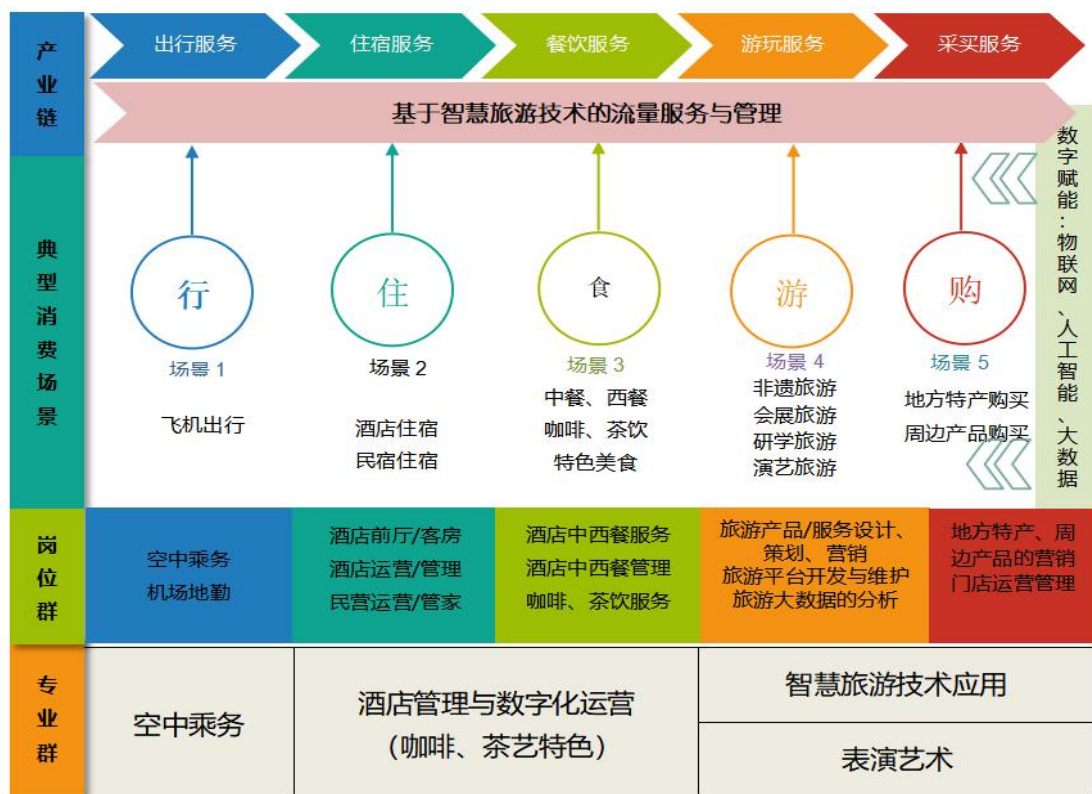 产业链
出行服务
住宿服务
餐饮服务
游玩服务
采买服务
基于智慧旅游技术的流量服务与管理
数字赋能：物联网、人工智能、大数据
典型消费场景
行
场景 1
飞机出行
住
场景 2
酒店住宿
民宿住宿
食
场景 3
中餐、西餐
咖啡、茶饮
特色美食
游
场景 4
非遗旅游
会展旅游
研学旅游
演艺旅游
购
场景 5
地方特产购买
周边产品购买
岗位群
空中乘务
机场地勤
酒店前厅/客房
酒店运营/管理
民营运营/管家
酒店中西餐服务
酒店中西餐管理
咖啡、茶饮服务
旅游产品/服务设计、
策划、营销
旅游平台开发与维护
旅游大数据的分析
地方特产、周
边产品的营销
门店运营管理
专业群
空中乘务
酒店管理与数字化运营
（咖啡、茶艺特色）
智慧旅游技术应用
表演艺术